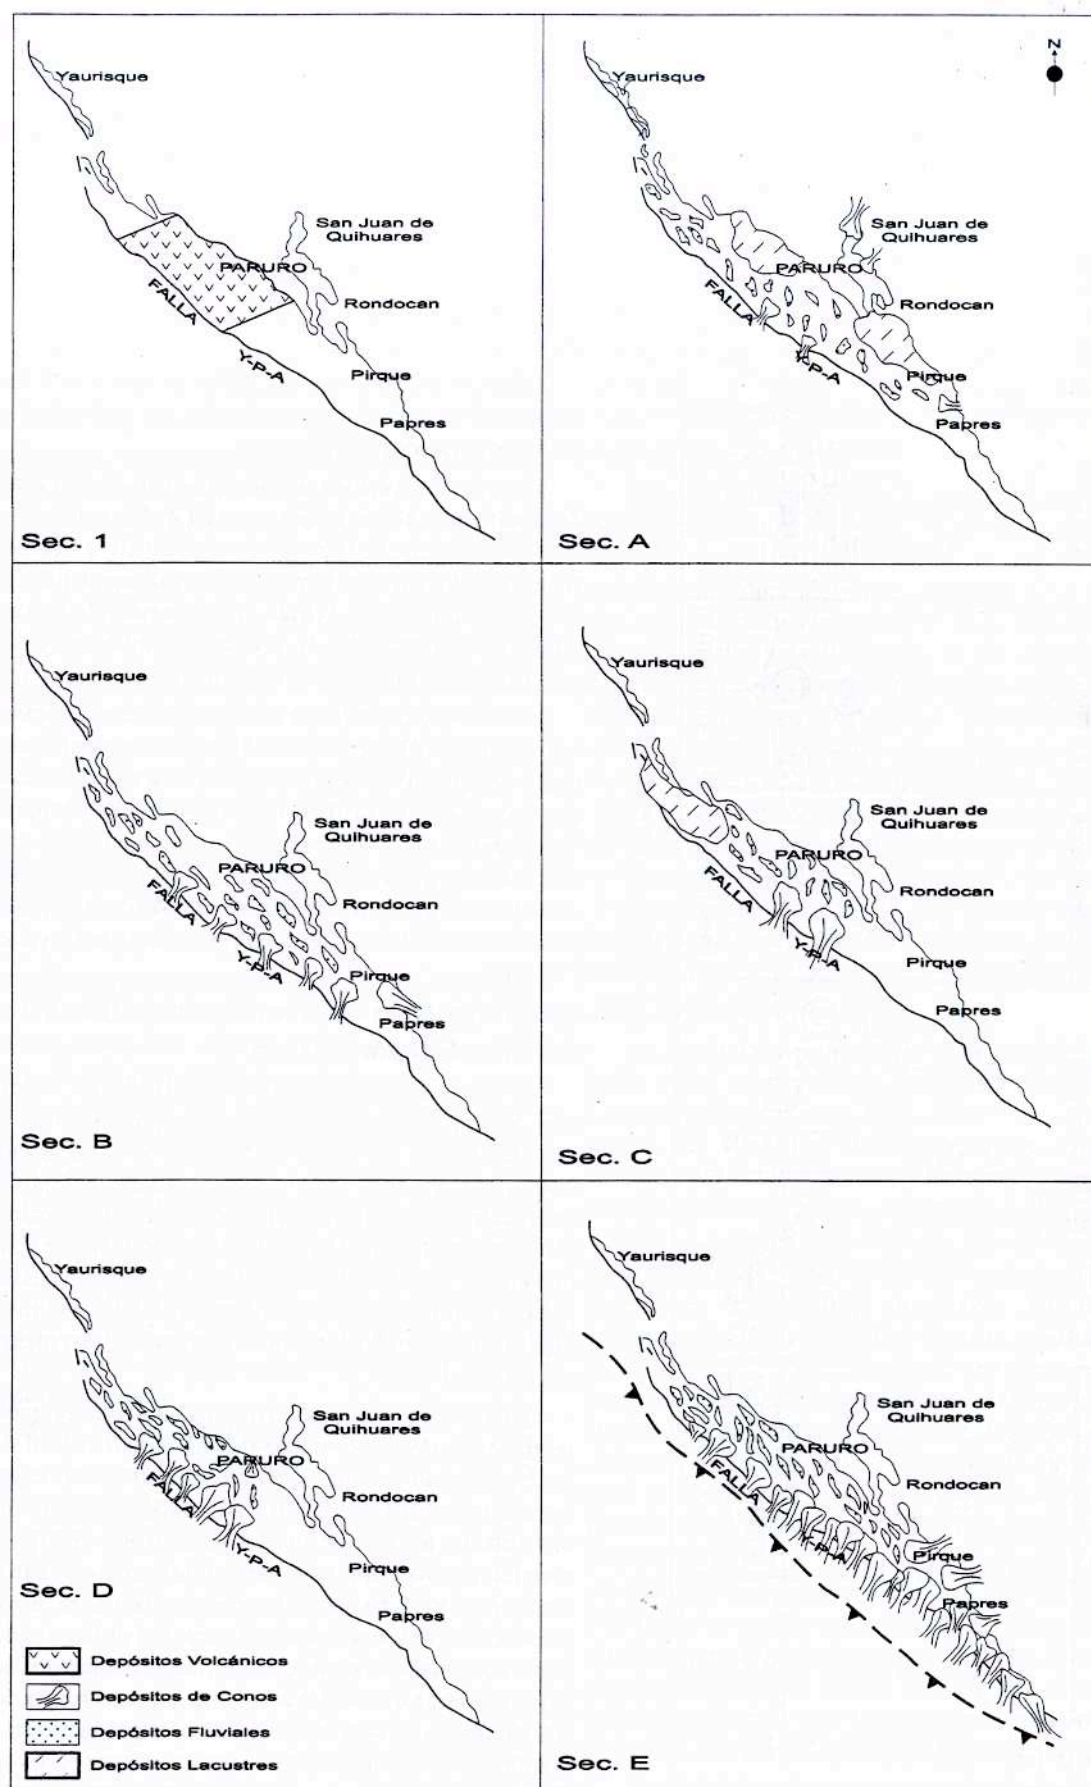 Yaurisque
San Juan de
Quihuares
PARURO
FALLA
Rondocan
Y-P-A
Pirque
Papres
Sec. 1
N
Yaurisque
San Juan de
Quihuares
PARURO
FALLA
Rondocan
Y-P-A
Pirque
Papres
Sec. A
Yaurisque
San Juan de
Quihuares
PARURO
FALLA
Rondocan
Y-P-A
Pirque
Papres
Sec. B
Yaurisque
San Juan de
Quihuares
PARURO
FALLA
Rondocan
Y-P-A
Pirque
Papres
Sec. C
Yaurisque
San Juan de
Quihuares
PARURO
FALLA
Rondocan
Y-P-A
Pirque
Papres
Sec. D
Depósitos Volcánicos
Depósitos de Conos
Depósitos Fluviales
Depósitos Lacustres
Yaurisque
San Juan de
Quihuares
PARURO
FALLA
Rondocan
Y-P-A
Pirque
Papres
Sec. E